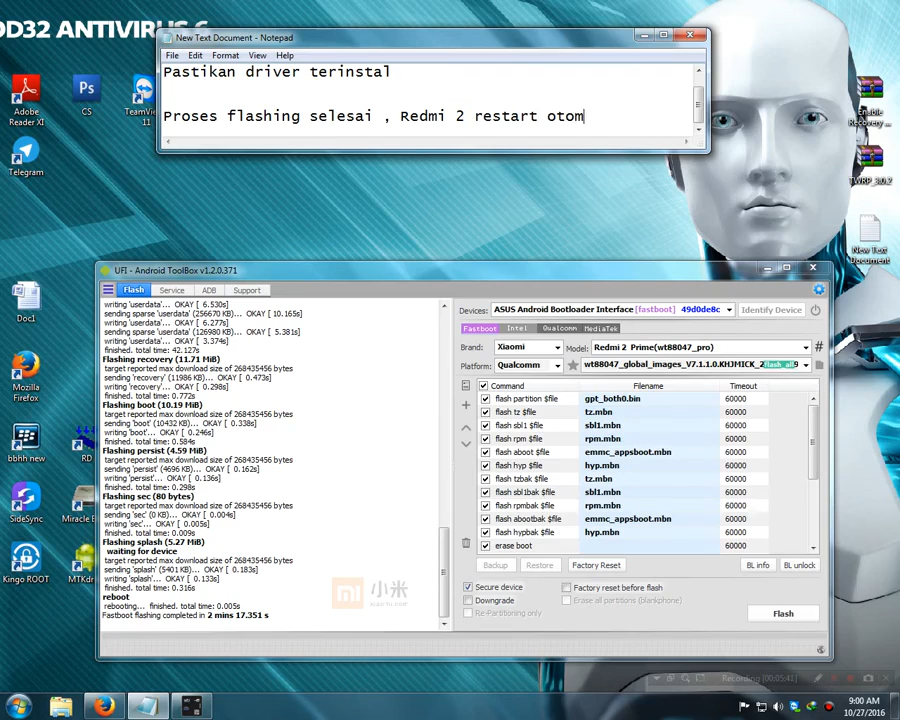 DD32 ANTIVIRUS 6
New Text Document - Notepad
File Edit Format View Help
Pastikan driver terinstal
Proses flashing selesai , Redmi 2 restart otom
Adobe Reader XI
CS
TeamVie 11
Telegram
Enable Recovery...
TWRP_3.0.2
New Text Document
Doc1
Mozilla Firefox
bbhh new
RD
SideSync
Miracle B
Kingo ROOT
MTKdr
UFI - Android ToolBox v1.2.0.371
Flash Service ADB Support
writing 'userdata'... OKAY [ 6.530s]
sending sparse 'userdata' (256670 KB) OKAY [ 10.165s]
writing 'userdata'... OKAY [ 6.277s]
sending sparse 'userdata' (126980 KB) OKAY [ 5.381s]
writing 'userdata'... OKAY [ 3.374s]
finished. total time: 42.127s
Flashing recovery (11.71 MiB)
target reported max download size of 268435456 bytes
sending 'recovery' (11986 KB) OKAY [ 0.473s]
writing 'recovery'... OKAY [ 0.298s]
finished. total time: 0.772s
Flashing boot (10.19 MiB)
target reported max download size of 268435456 bytes
sending 'boot' (10432 KB) OKAY [ 0.338s]
writing 'boot'... OKAY [ 0.246s]
finished. total time: 0.584s
Flashing persist (4.59 MiB)
target reported max download size of 268435456 bytes
sending 'persist' (4696 KB) OKAY [ 0.162s]
writing 'persist'... OKAY [ 0.136s]
finished. total time: 0.298s
Flashing sec (80 bytes)
target reported max download size of 268435456 bytes
sending 'sec' (0 KB) OKAY [ 0.004s]
writing 'sec'... OKAY [ 0.005s]
finished. total time: 0.009s
Flashing splash (5.27 MiB)
waiting for device
target reported max download size of 268435456 bytes
sending 'splash' (5401 KB) OKAY [ 0.183s]
writing 'splash'... OKAY [ 0.133s]
finished. total time: 0.316s
reboot
rebooting... finished. total time: 0.005s
Fastboot flashing completed in 2 mins 17.351 s
小米
Devices: ASUS Android Bootloader Interface [fastboot] 49d0de8c Identify Device
Fastboot Intel Qualcomm MediaTek
Brand: Xiaomi Model: Redmi 2 Prime(wt88047_pro) #
Platform: Qualcomm wt88047_global_images_V7.1.1.0.KHJMICK_2
Command Filename Timeout
flash partition $file gpt_both0.bin 60000
flash tz $file tz.mbn 60000
flash sbl1 $file sbl1.mbn 60000
flash rpm $file rpm.mbn 60000
flash aboot $file emmc_appsboot.mbn 60000
flash hyp $file hyp.mbn 60000
flash tzbak $file tz.mbn 60000
flash sbl1bak $file sbl1.mbn 60000
flash rpmbak $file rpm.mbn 60000
flash abootbak $file emmc_appsboot.mbn 60000
flash hypbak $file hyp.mbn 60000
erase boot 60000
Backup Restore Factory Reset BL info BL unlock
Secure device Factory reset before flash
Downgrade Erase all partitions (blankphone)
Re-Partitioning only
Flash
Recording [00:05:41]
9:00 AM
10/27/2016